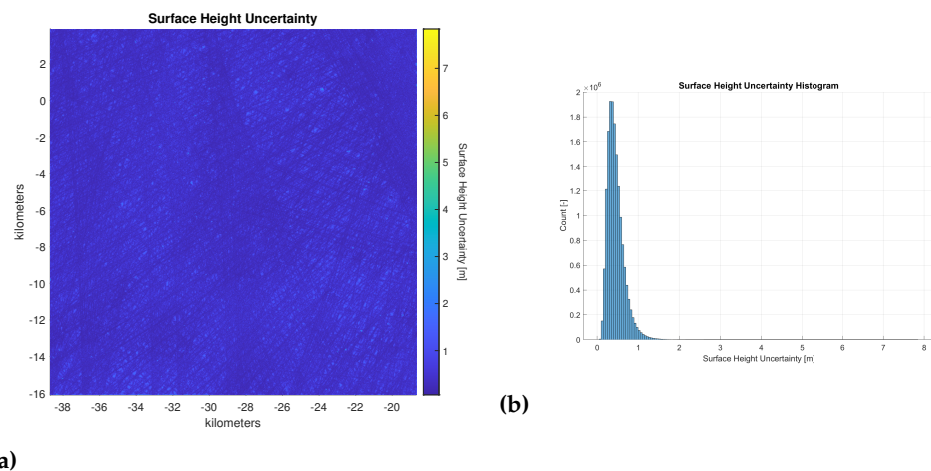 Surface Height Uncertainty
2
0
-2
-4
-6
-8
-10
-12
-14
-16
kilometers
-38 -36 -34 -32 -30 -28 -26 -24 -22 -20
kilometers
7
6
5
4
3
2
1
Surface Height Uncertainty [m]
a)
Surface Height Uncertainty Histogram
×10⁶
2
1.8
1.6
1.4
1.2
1
0.8
0.6
0.4
0.2
0
Count [-]
0 1 2 3 4 5 6 7 8
Surface Height Uncertainty [m
(b)